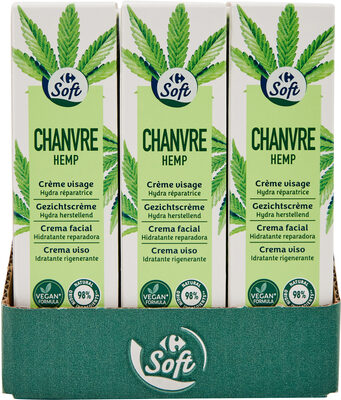 Soft
CHANVRE
HEMP
Crème visage
Hydra réparatrice
Gezichtscrème
Hydra herstellend
Crema facial
Hidratante reparadora
Crema viso
Idratante rigenerante
VEGAN*
FORMULA
98%
Soft
CHANVRE
HEMP
Crème visage
Hydra réparatrice
Gezichtscrème
Hydra herstellend
Crema facial
Hidratante reparadora
Crema viso
Idratante rigenerante
VEGAN*
FORMULA
98%
Soft
CHANVRE
HEMP
Crème visage
Hydra réparatrice
Gezichtscrème
Hydra herstellend
Crema facial
Hidratante reparadora
Crema viso
Idratante rigenerante
VEGAN*
FORMULA
NATURAL
98%
Soft